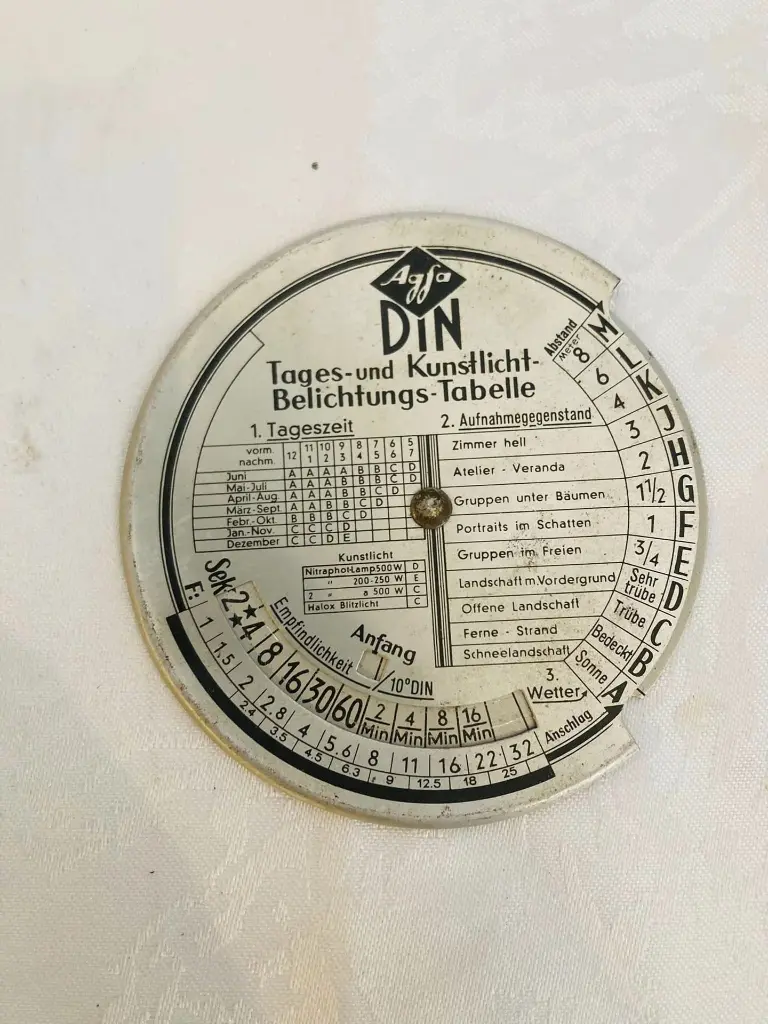 Agfa
DIN
Tages- und Kunstlicht-
Belichtungs-Tabelle
1. Tageszeit
vorm. 12 11 10 9 8 7 6 5
nachm. 1 2 3 4 5 6 7
Juni A A A A B B C D
Mai-Juli A A A A B B C D
April-Aug. A A A B B C D
März-Sept. A A B B C D
Febr.-Okt. B B B C D
Jan.-Nov. C C C D
Dezember C C D E
Kunstlicht
Nitraphot-Lamp 500 W D
" 200-250 W E
2 " a 500 W C
Halox Blitzlicht C
2. Aufnahmegegenstand
Zimmer hell
Atelier - Veranda
Gruppen unter Bäumen
Portraits im Schatten
Gruppen im Freien
Landschaft m. Vordergrund
Offene Landschaft
Ferne - Strand
Schneelandschaft
3.
Wetter
Abstand
Meter
8 M
6 L
4 K
3 J
2 H
1½ G
1 F
3/4 E
Sehr trübe D
Trübe C
Bedeckt B
Sonne A
Anschlag
Anfang
Empfindlichkeit /10° DIN
Sek. 2* *4 8 16 30 60 2 Min 4 Min 8 Min 16 Min
F: 1 1.5 2 2.8 4 5.6 8 11 16 22 32
2.4 3.5 4.5 6.3 9 12.5 18 25